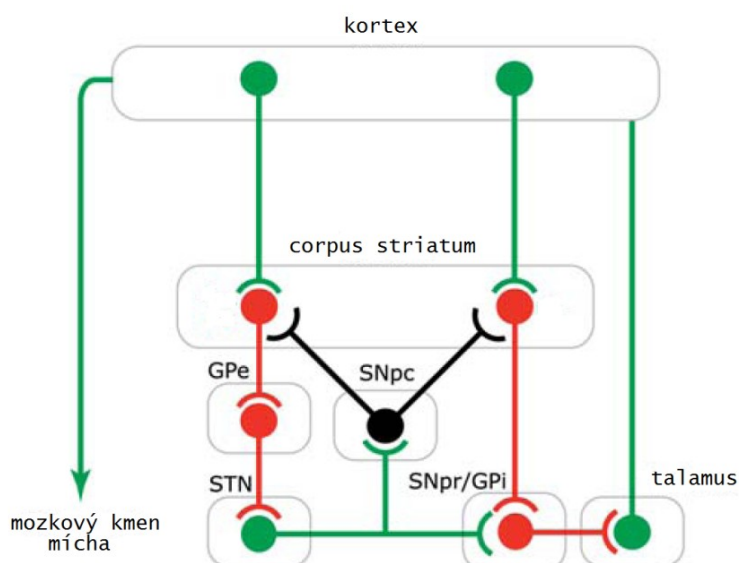 kortex
corpus striatum
GPe
SNpc
STN
SNpr/GPi
talamus
mozkový kmen
mícha